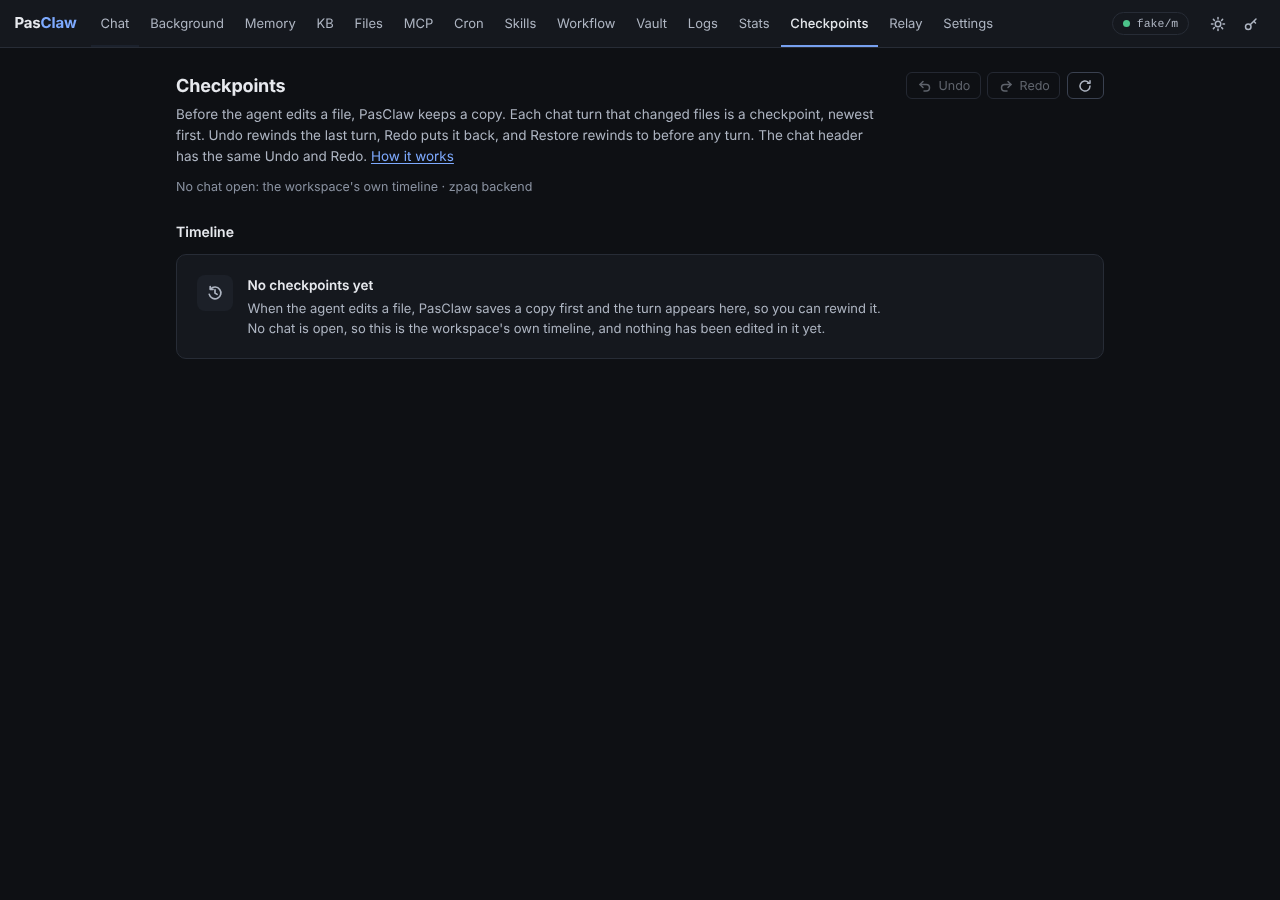 PasClaw Chat Background Memory KB Files MCP Cron Skills Workflow Vault Logs Stats Checkpoints Relay Settings fake/m
Checkpoints
Undo Redo
Before the agent edits a file, PasClaw keeps a copy. Each chat turn that changed files is a checkpoint, newest
first. Undo rewinds the last turn, Redo puts it back, and Restore rewinds to before any turn. The chat header
has the same Undo and Redo. How it works
No chat open: the workspace's own timeline · zpaq backend
Timeline
No checkpoints yet
When the agent edits a file, PasClaw saves a copy first and the turn appears here, so you can rewind it.
No chat is open, so this is the workspace's own timeline, and nothing has been edited in it yet.